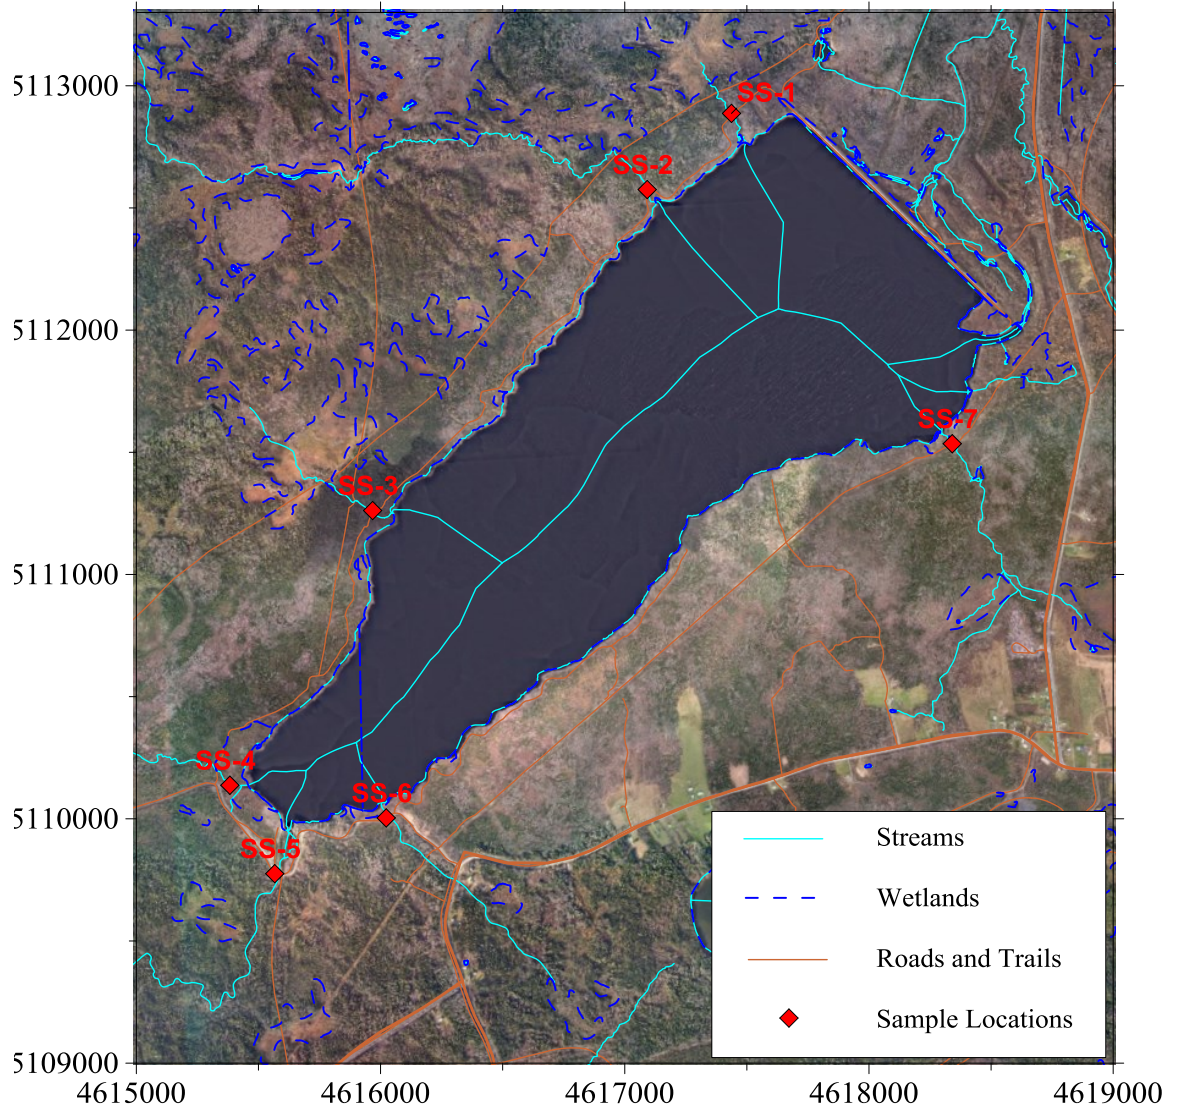 5113000
SS-1
SS-2
5112000
SS-7
SS-3
5111000
SS-4
SS-6
5110000
SS-5
Streams
Wetlands
Roads and Trails
Sample Locations
5109000
4615000 4616000 4617000 4618000 4619000